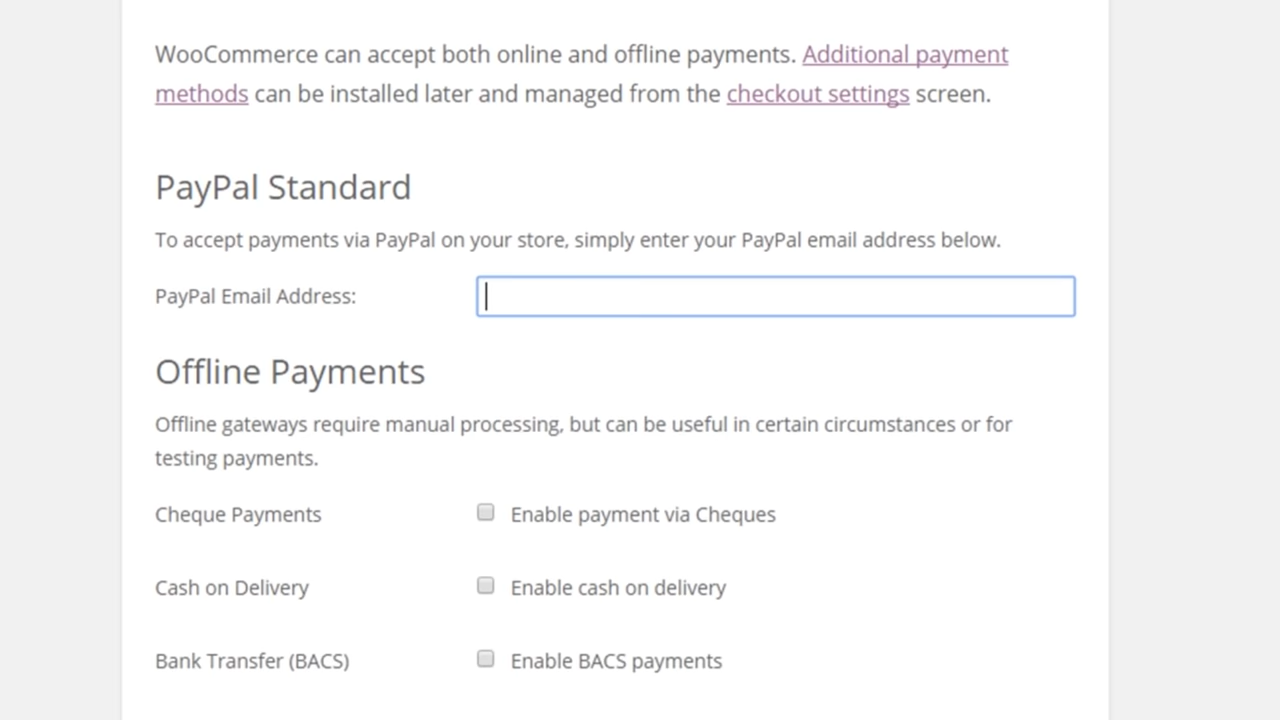 WooCommerce can accept both online and offline payments. Additional payment
methods can be installed later and managed from the checkout settings screen.
PayPal Standard
To accept payments via PayPal on your store, simply enter your PayPal email address below.
PayPal Email Address:
Offline Payments
Offline gateways require manual processing, but can be useful in certain circumstances or for
testing payments.
Cheque Payments Enable payment via Cheques
Cash on Delivery Enable cash on delivery
Bank Transfer (BACS) Enable BACS payments